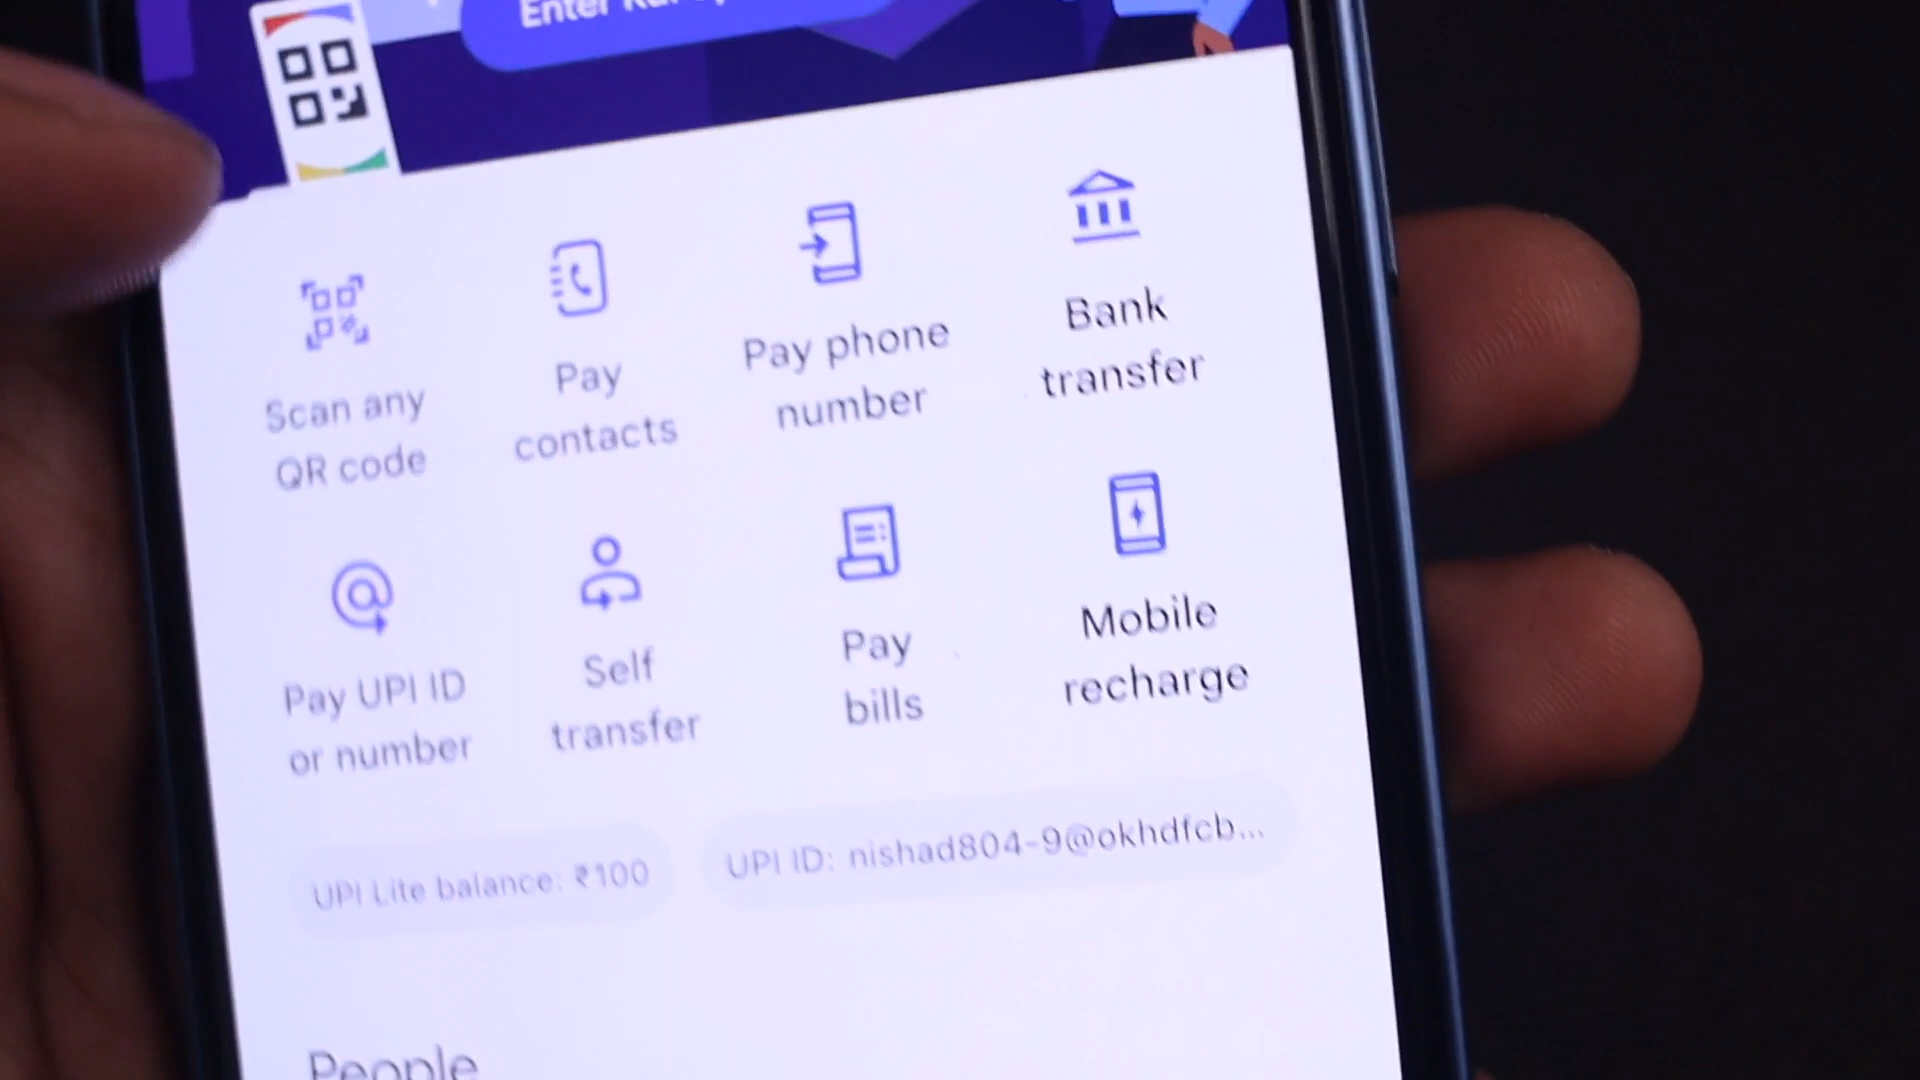 Enter
Scan any
QR code
Pay
contacts
Pay phone
number
Bank
transfer
Pay UPI ID
or number
Self
transfer
Pay
bills
Mobile
recharge
UPI Lite balance: ₹100
UPI ID: nishad804-9@okhdfcb...
People